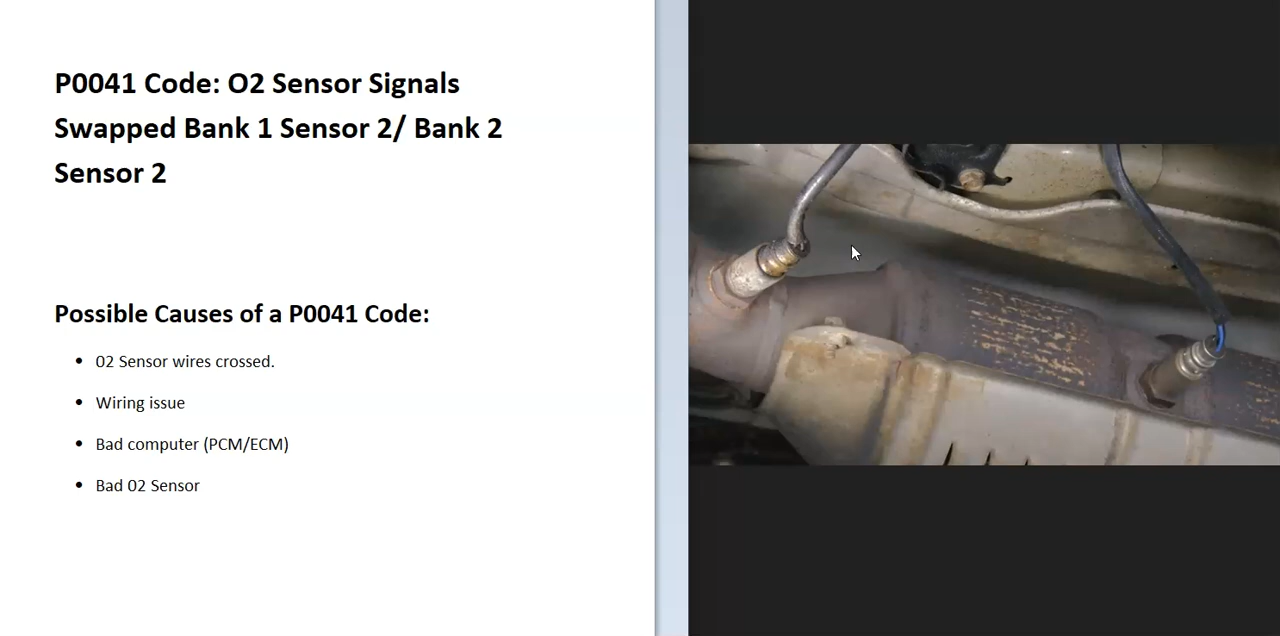 P0041 Code: O2 Sensor Signals
Swapped Bank 1 Sensor 2/ Bank 2
Sensor 2
Possible Causes of a P0041 Code:
• 02 Sensor wires crossed.
• Wiring issue
• Bad computer (PCM/ECM)
• Bad 02 Sensor